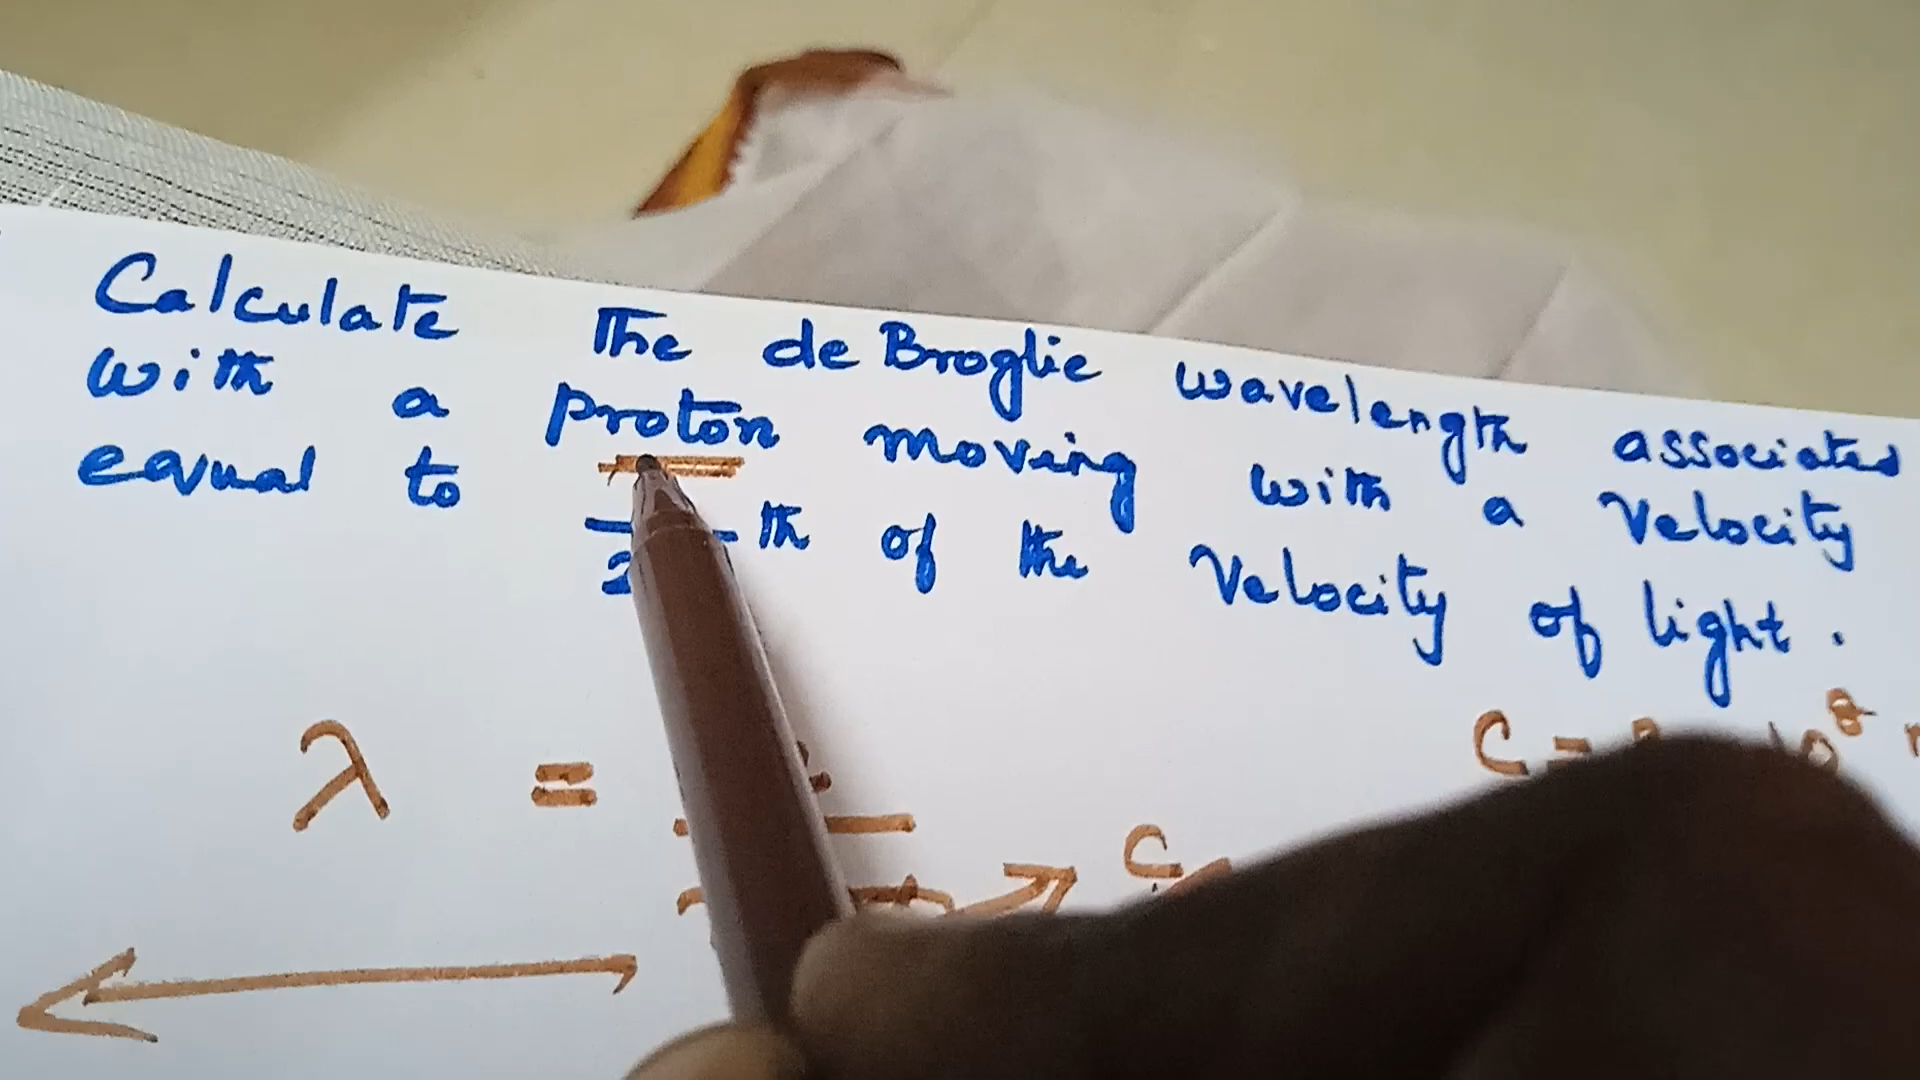 Calculate the de Broglie wavelength associated
with a proton moving with a velocity
equal to th of the velocity of light.
λ =
C = 10⁸
C